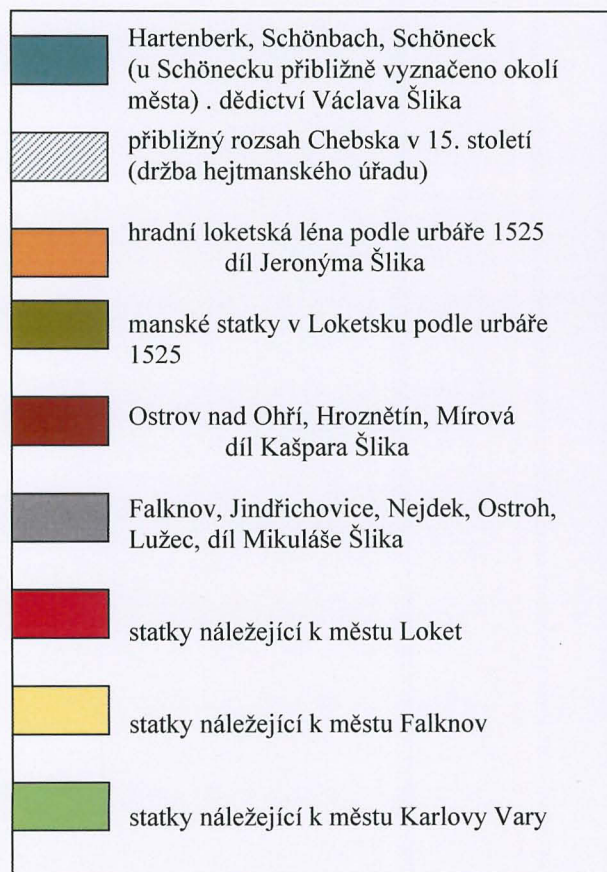 Hartenberk, Schönbach, Schöneck
(u Schönecku přibližně vyznačeno okolí
města) . dědictví Václava Šlika
přibližný rozsah Chebska v 15. století
(držba hejtmanského úřadu)
hradní loketská léna podle urbáře 1525
díl Jeronýma Šlika
manské statky v Loketsku podle urbáře
1525
Ostrov nad Ohří, Hroznětín, Mírová
díl Kašpara Šlika
Falknov, Jindřichovice, Nejdek, Ostroh,
Lužec, díl Mikuláše Šlika
statky náležející k městu Loket
statky náležející k městu Falknov
statky náležející k městu Karlovy Vary